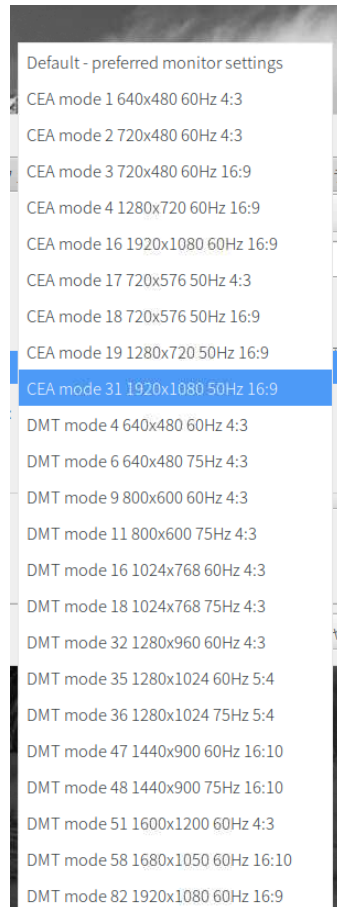 Default - preferred monitor settings
CEA mode 1 640x480 60Hz 4:3
CEA mode 2 720x480 60Hz 4:3
CEA mode 3 720x480 60Hz 16:9
CEA mode 4 1280x720 60Hz 16:9
CEA mode 16 1920x1080 60Hz 16:9
CEA mode 17 720x576 50Hz 4:3
CEA mode 18 720x576 50Hz 16:9
CEA mode 19 1280x720 50Hz 16:9
CEA mode 31 1920x1080 50Hz 16:9
DMT mode 4 640x480 60Hz 4:3
DMT mode 6 640x480 75Hz 4:3
DMT mode 9 800x600 60Hz 4:3
DMT mode 11 800x600 75Hz 4:3
DMT mode 16 1024x768 60Hz 4:3
DMT mode 18 1024x768 75Hz 4:3
DMT mode 32 1280x960 60Hz 4:3
DMT mode 35 1280x1024 60Hz 5:4
DMT mode 36 1280x1024 75Hz 5:4
DMT mode 47 1440x900 60Hz 16:10
DMT mode 48 1440x900 75Hz 16:10
DMT mode 51 1600x1200 60Hz 4:3
DMT mode 58 1680x1050 60Hz 16:10
DMT mode 82 1920x1080 60Hz 16:9